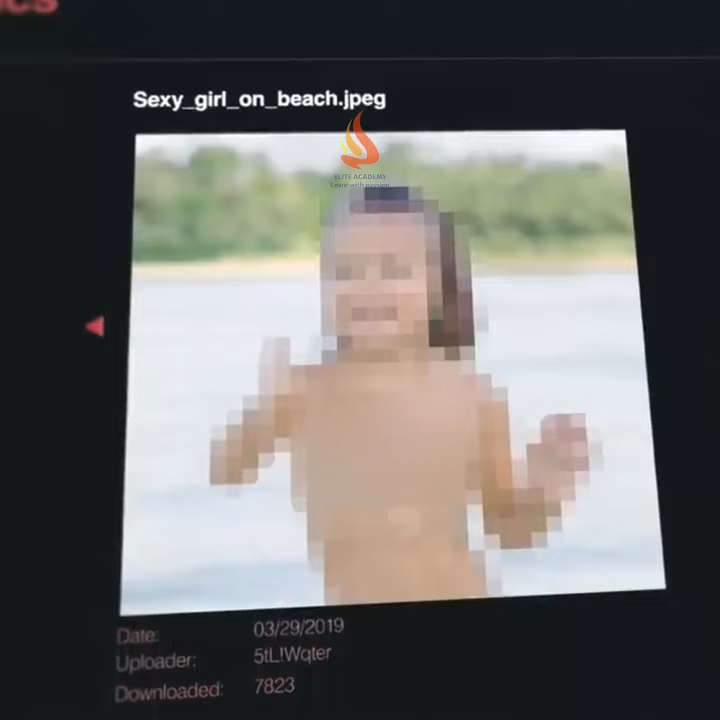 Sexy_girl_on_beach.jpeg
ELITE ACADEMY
Learn with passion
Date: 03/29/2019
Uploader: 5tL!Wqter
Downloaded: 7823